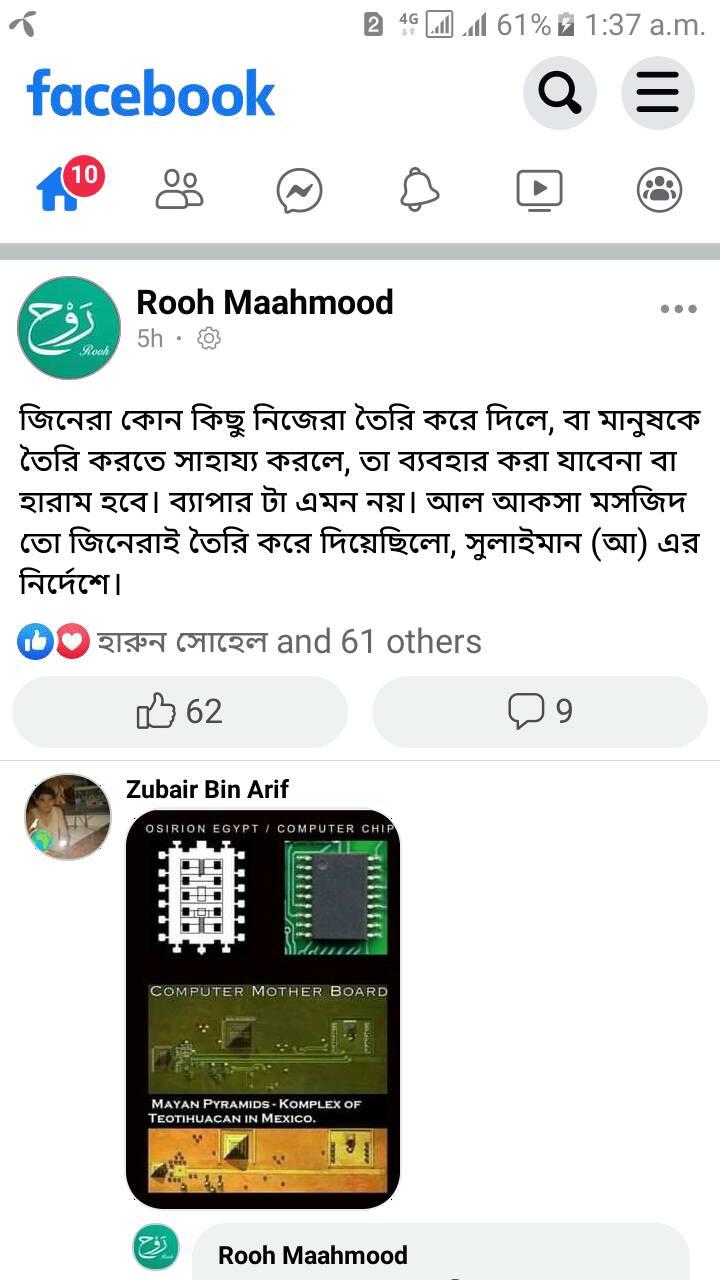 2 4G 61% 1:37 a.m.
facebook
10
Rooh Maahmood
5h ·
رَوْح
Rooh
জিনেরা কোন কিছু নিজেরা তৈরি করে দিলে, বা মানুষকে
তৈরি করতে সাহায্য করলে, তা ব্যবহার করা যাবেনা বা
হারাম হবে। ব্যাপার টা এমন নয়। আল আকসা মসজিদ
তো জিনেরাই তৈরি করে দিয়েছিলো, সুলাইমান (আ) এর
নির্দেশে।
হারুন সোহেল and 61 others
62
9
Zubair Bin Arif
OSIRION EGYPT / COMPUTER CHIP
COMPUTER MOTHER BOARD
MAYAN PYRAMIDS - KOMPLEX OF
TEOTIHUACAN IN MEXICO.
Rooh Maahmood